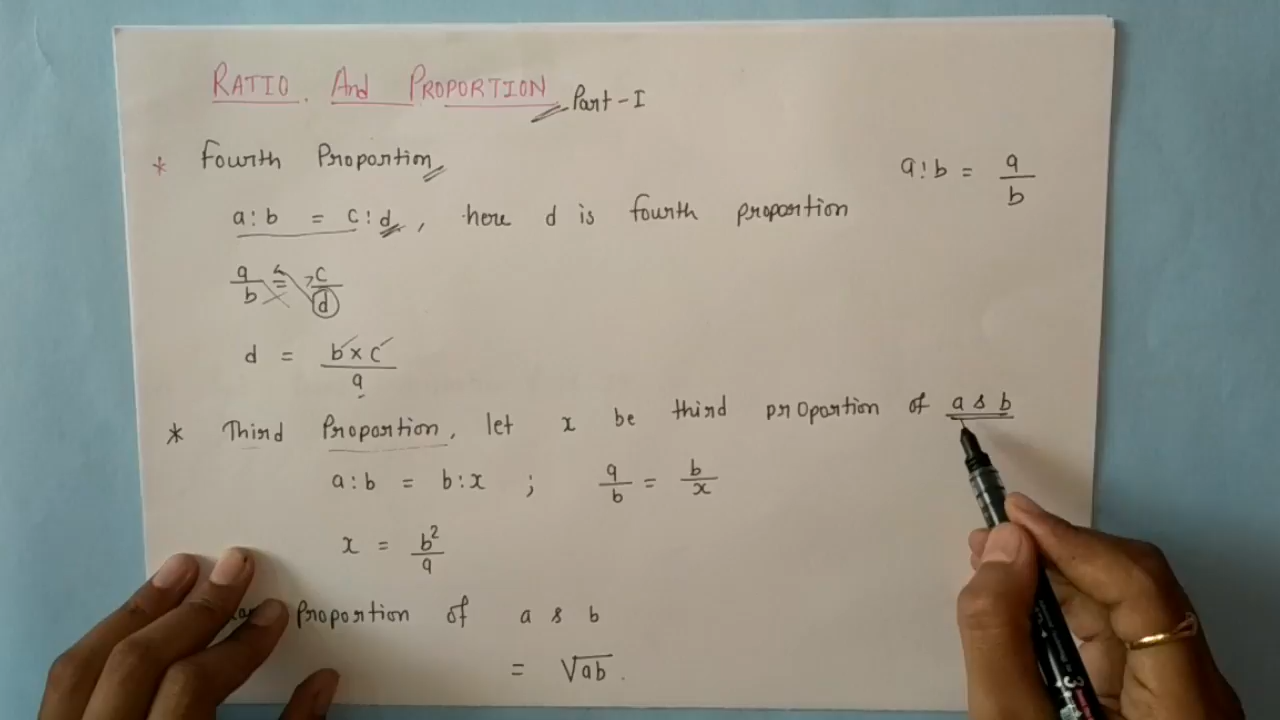 RATIO And PROPORTION Part-I
* Fourth Proportion
a:b = c:d, here d is fourth proportion
a:b = a/b
a/b = c/d
d = b×c/a
* Third Proportion, let x be third proportion of a & b
a:b = b:x ; a/b = b/x
x = b²/a
Proportion of a & b
= √ab.